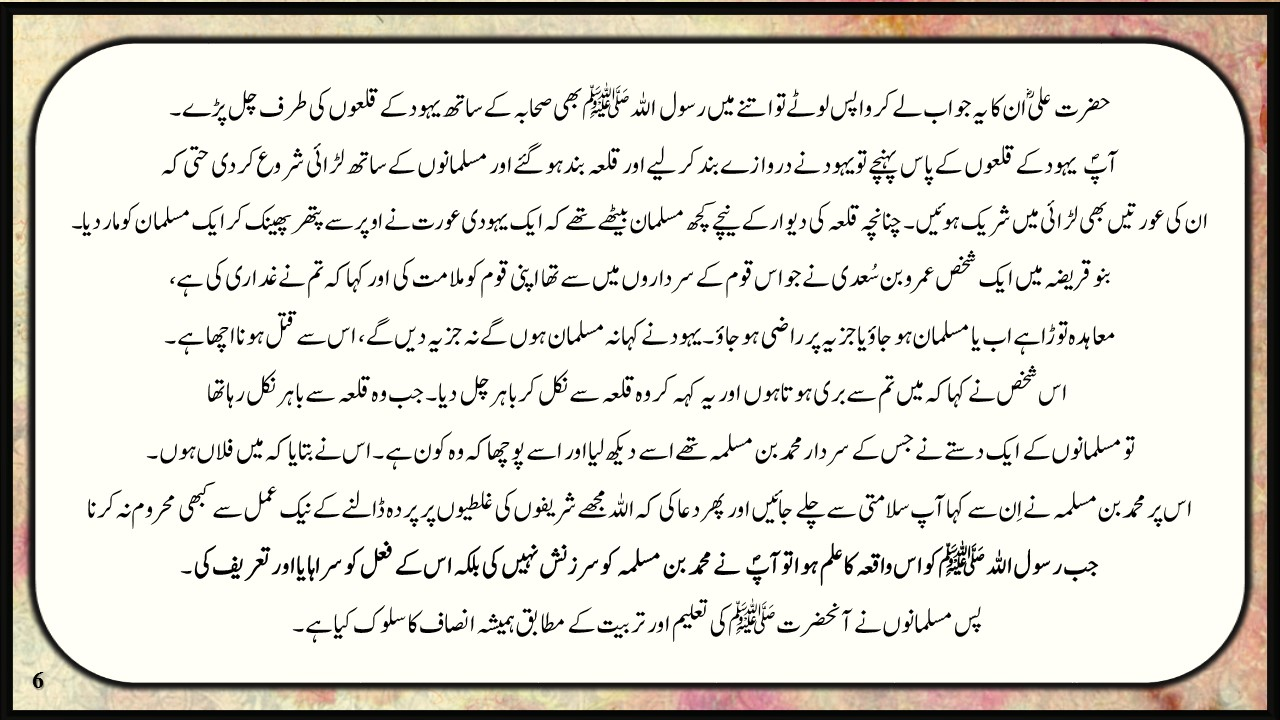 حضرت علیؓ ان کا یہ جواب لے کر واپس لوٹے تو اتنے میں رسول اللہ ﷺ بھی صحابہ کے ساتھ یہود کے قلعوں کی طرف چل پڑے۔
آپؐ یہود کے قلعوں کے پاس پہنچے تو یہود نے دروازے بند کر لیے اور قلعہ بند ہو گئے اور مسلمانوں کے ساتھ لڑائی شروع کر دی حتیٰ کہ
ان کی عورتیں بھی لڑائی میں شریک ہوئیں۔ چنانچہ قلعہ کی دیوار کے نیچے کچھ مسلمان بیٹھے تھے کہ ایک یہودی عورت نے اوپر سے پتھر پھینک کر ایک مسلمان کو مار دیا۔
بنو قریضہ میں ایک شخص عمرو بن سُعدی نے جو اس قوم کے سرداروں میں سے تھا اپنی قوم کو ملامت کی اور کہا کہ تم نے غداری کی ہے،
معاہدہ توڑا ہے اب یا مسلمان ہو جاؤ یا جزیہ پر راضی ہو جاؤ۔ یہود نے کہا نہ مسلمان ہوں گے نہ جزیہ دیں گے، اس سے قتل ہونا اچھا ہے۔
اس شخص نے کہا کہ میں تم سے بری ہوتا ہوں اور یہ کہہ کر وہ قلعہ سے نکل کر باہر چل دیا۔ جب وہ قلعہ سے باہر نکل رہا تھا
تو مسلمانوں کے ایک دستے نے جس کے سردار محمد بن مسلمہ تھے اسے دیکھ لیا اور اسے پوچھا کہ وہ کون ہے۔ اس نے بتایا کہ میں فلاں ہوں۔
اس پر محمد بن مسلمہ نے اِن سے کہا آپ سلامتی سے چلے جائیں اور پھر دعا کی کہ اللہ مجھے شریفوں کی غلطیوں پر پردہ ڈالنے کے نیک عمل سے کبھی محروم نہ کرنا
جب رسول اللہ ﷺ کو اس واقعہ کا علم ہوا تو آپؐ نے محمد بن مسلمہ کو سرزنش نہیں کی بلکہ اس کے فعل کو سراہایا اور تعریف کی۔
پس مسلمانوں نے آنحضرت ﷺ کی تعلیم اور تربیت کے مطابق ہمیشہ انصاف کا سلوک کیا ہے۔
6